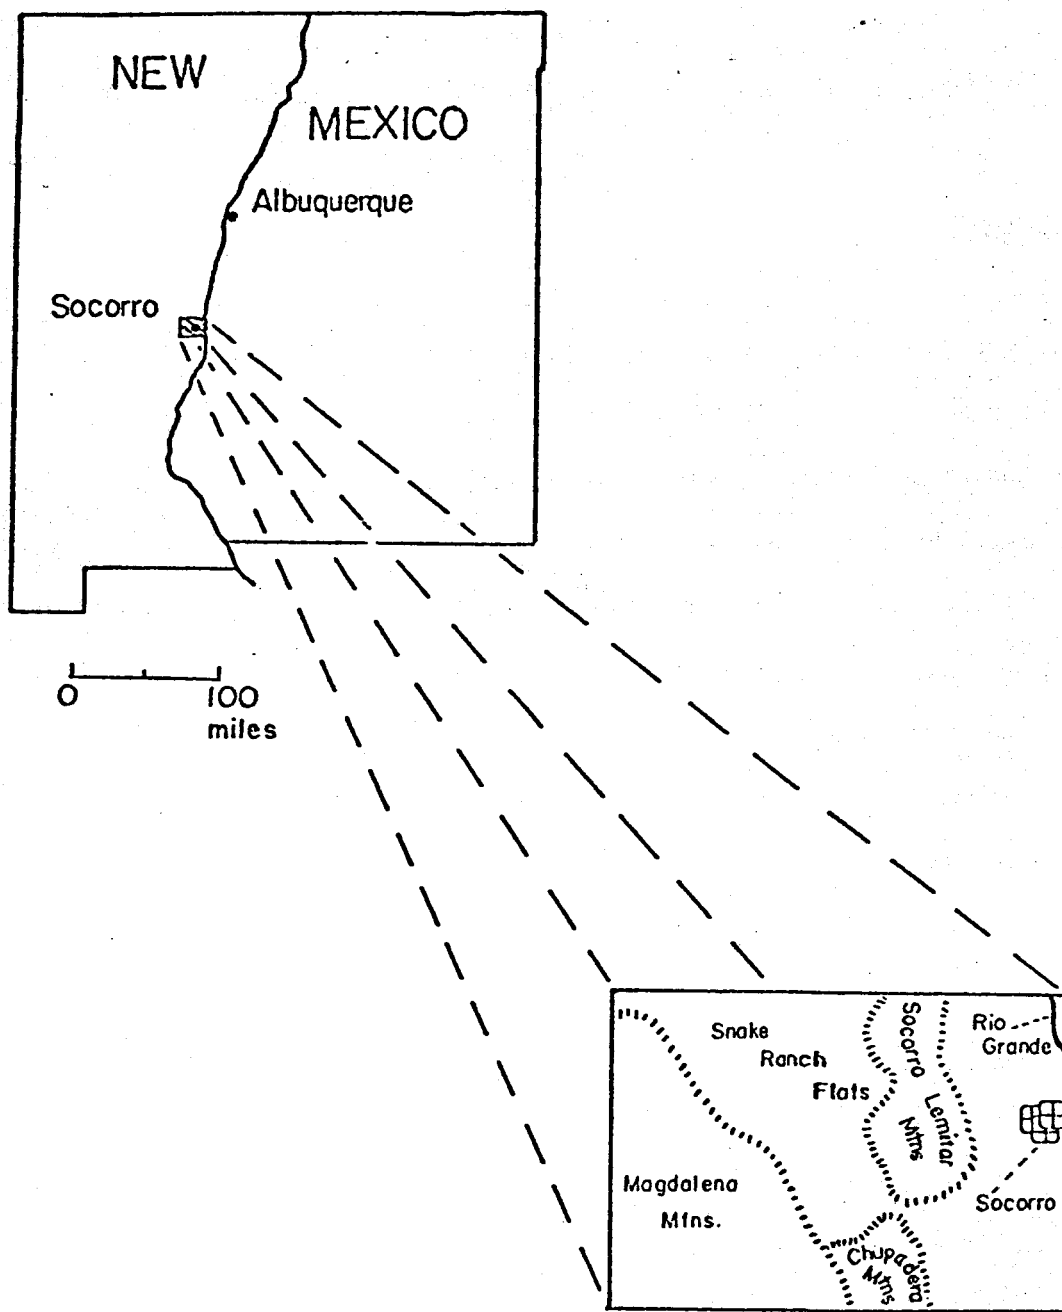 NEW
MEXICO
Albuquerque
Socorro
0
100
miles
Snake
Ranch
Flats
Socorro
Lemitar
Mtns
Rio
Grande
Socorro
Magdalena
Mtns.
Chupadera
Mtns